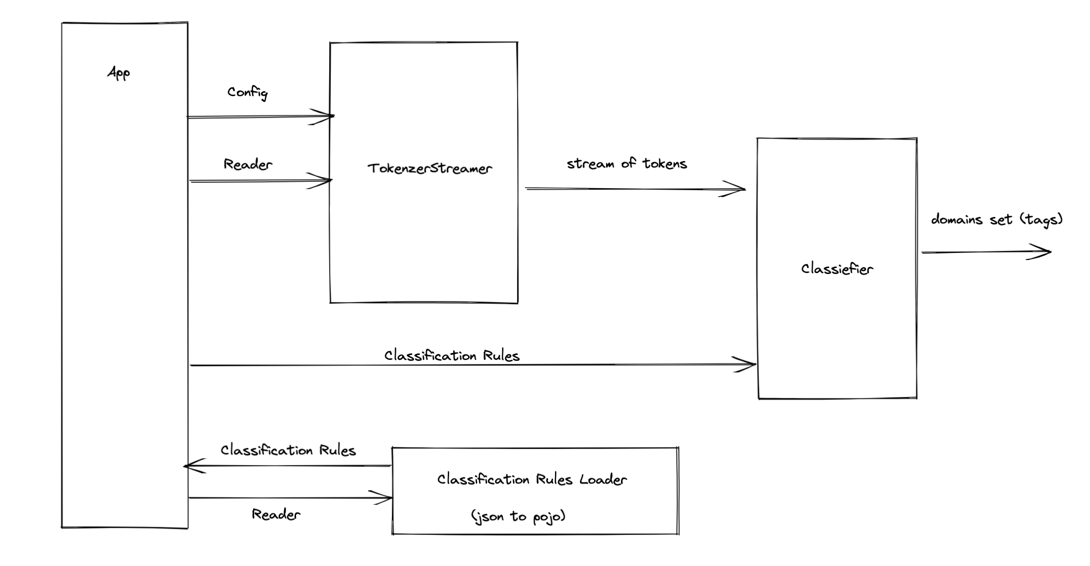 App
Config
Reader
TokenzerStreamer
stream of tokens
Classiefier
domains set (tags)
Classification Rules
Classification Rules
Reader
Classification Rules Loader
(json to pojo)